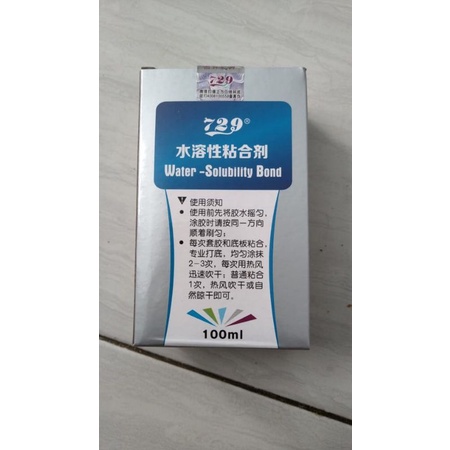 729
729®
水溶性粘合剂
Water -Solubility Bond
使用须知
● 使用前先将胶水摇匀,
涂胶时请按同一方向
顺着刷匀;
● 每次套胶和底板粘合,
专业打底,均匀涂抹
2-3次,每次用热风
迅速吹干;普通粘合
1次,热风吹干或自
然晾干即可。
100ml